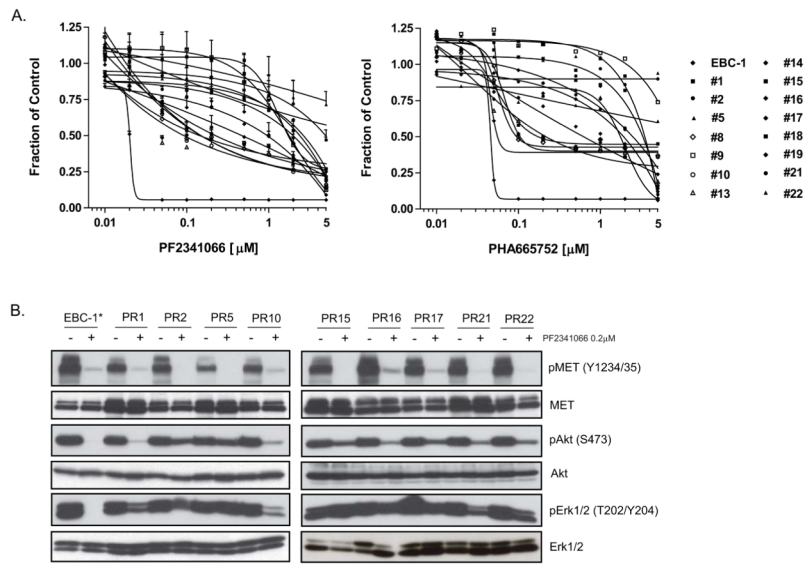 A.
1.25
1.00
0.75
0.50
0.25
0.00
Fraction of Control
0.01 0.1 1 5
PF2341066 [ μM]
1.25
1.00
0.75
0.50
0.25
0.00
Fraction of Control
0.01 0.1 1 5
PHA665752 [ μM]
EBC-1 #14
#1 #15
#2 #16
#5 #17
#8 #18
#9 #19
#10 #21
#13 #22
B.
EBC-1* PR1 PR2 PR5 PR10 PR15 PR16 PR17 PR21 PR22
- + - + - + - + - + - + - + - + - + - + PF2341066 0.2μM
pMET (Y1234/35)
MET
pAkt (S473)
Akt
pErk1/2 (T202/Y204)
Erk1/2